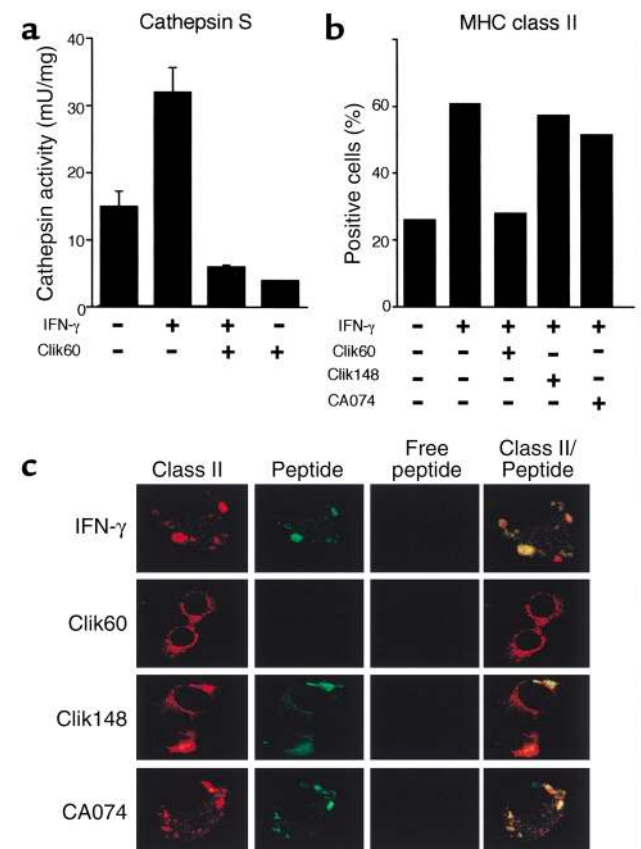 a
Cathepsin S
Cathepsin activity (mU/mg)
40
30
20
10
0
IFN-γ - + + -
Clik60 - - + +
b
MHC class II
Positive cells (%)
60
40
20
0
IFN-γ - + + + +
Clik60 - - + - -
Clik148 - - - + -
CA074 - - - - +
c
Class II
Peptide
Free
peptide
Class II/
Peptide
IFN-γ
Clik60
Clik148
CA074